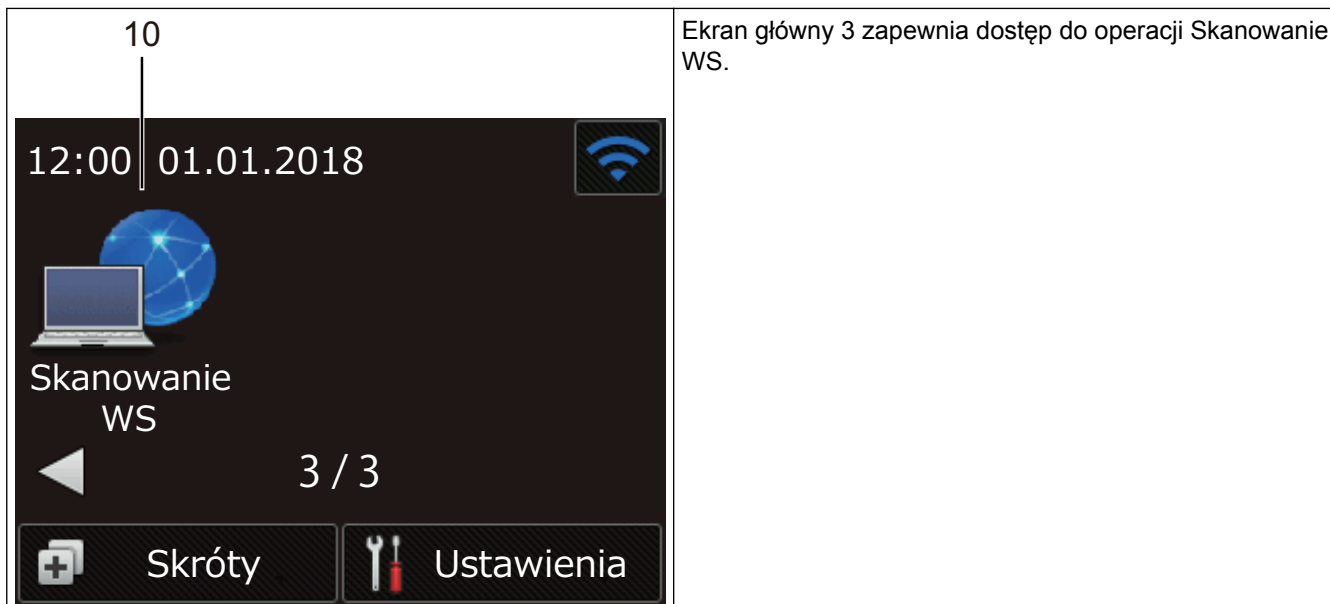 10
12:00 01.01.2018
Skanowanie
WS
3 / 3
Skróty
Ustawienia
Ekran główny 3 zapewnia dostęp do operacji Skanowanie
WS.